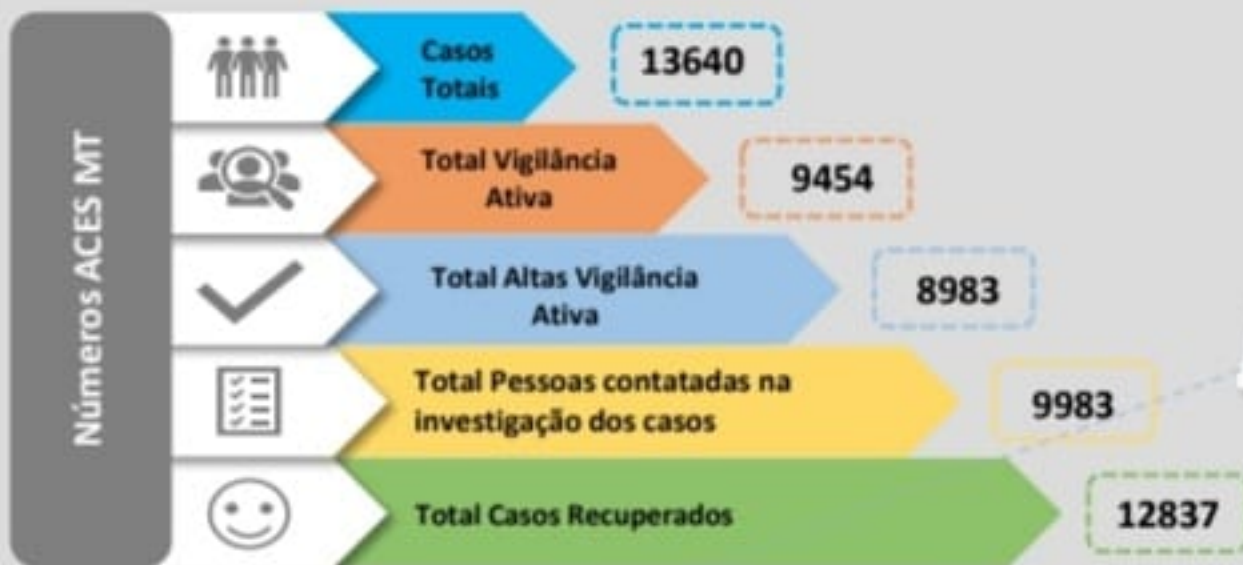 Números ACES MT
Casos
Totais
13640
Total Vigilância
Ativa
9454
Total Altas Vigilância
Ativa
8983
Total Pessoas contatadas na
investigação dos casos
9983
Total Casos Recuperados
12837